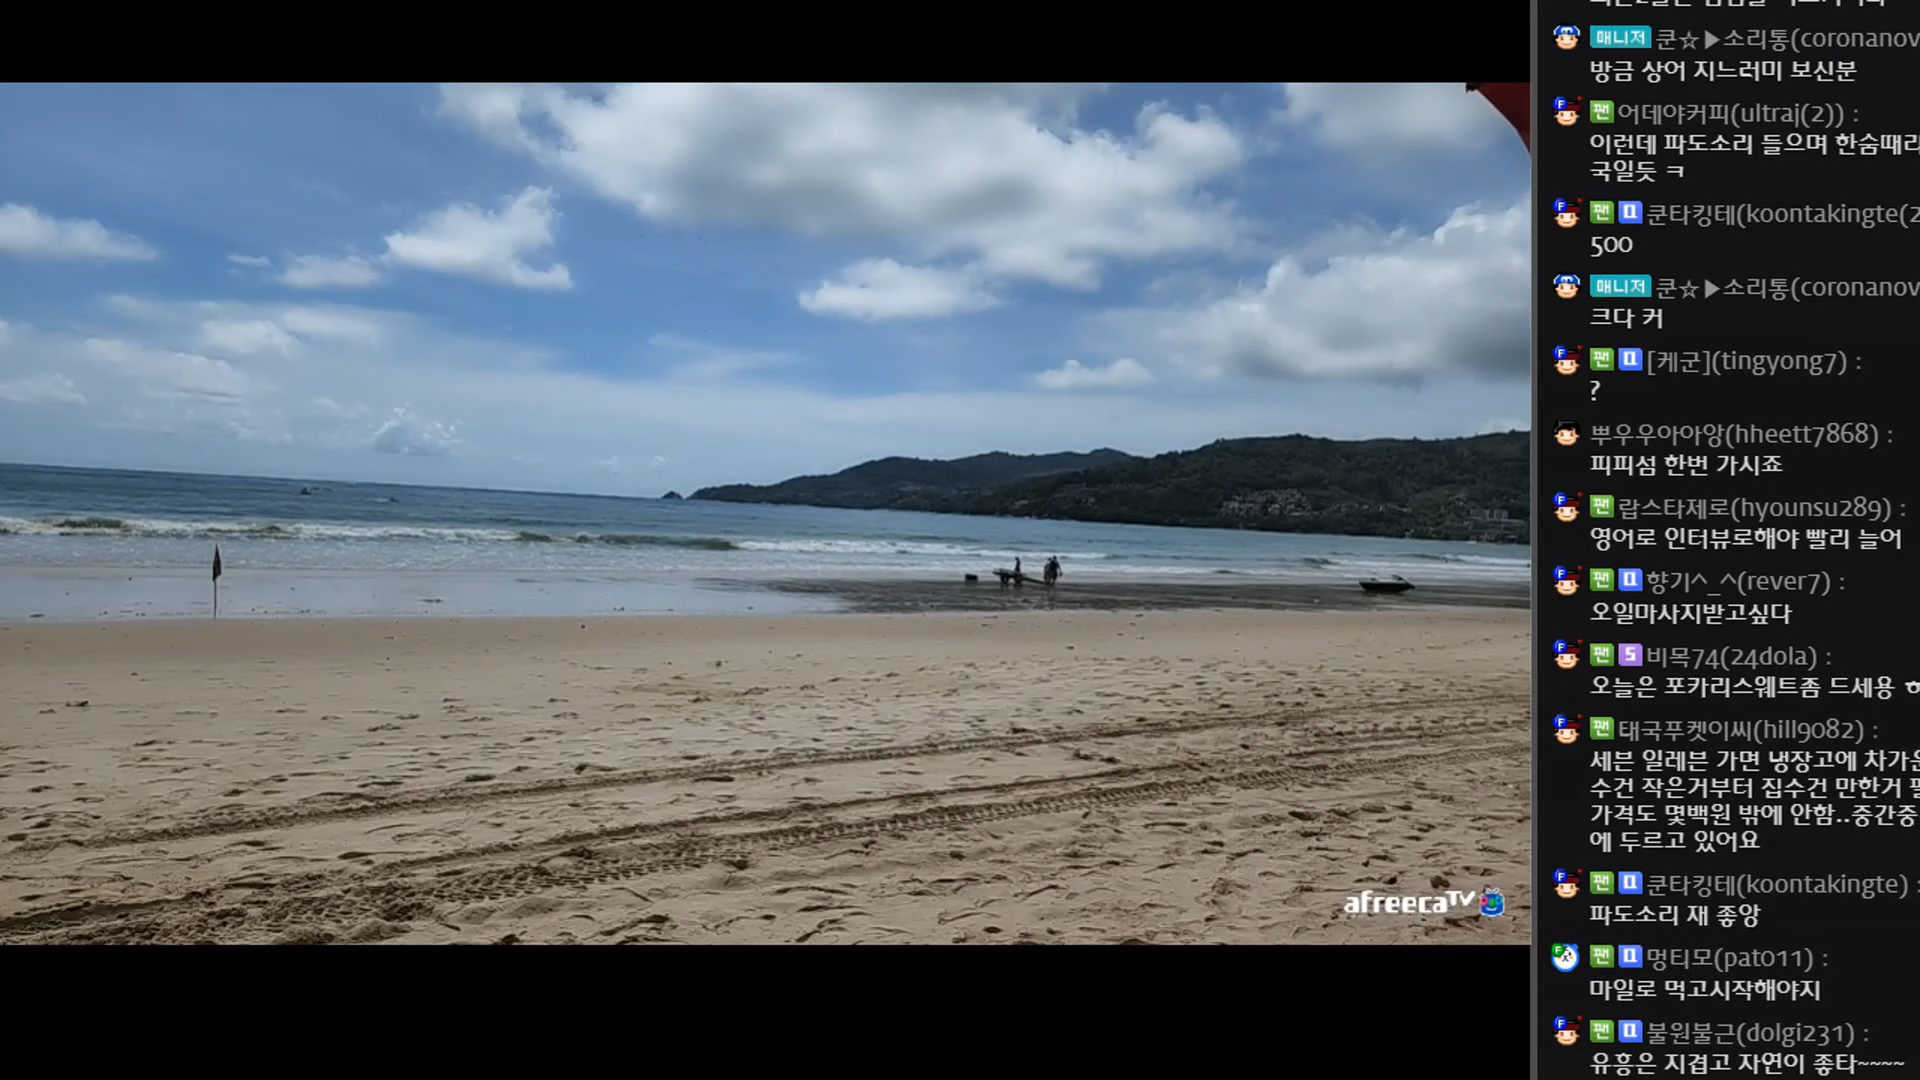 매니저 쿤☆▶소리통(coronanov
방금 상어 지느러미 보신분
팬 어데야커피(ultraj(2)) :
이런데 파도소리 들으며 한숨때리
국일듯 ㅋ
팬 쿤타킹테(koontakingte(2
500
매니저 쿤☆▶소리통(coronanov
크다 커
팬 [케군](tingyong7) :
?
뿌우우아아앙(hheett7868) :
피피섬 한번 가시죠
팬 랍스타제로(hyounsu289) :
영어로 인터뷰로해야 빨리 늘어
팬 향기^_^(rever7) :
오일마사지받고싶다
팬 S 비목74(24dola) :
오늘은 포카리스웨트좀 드세용
팬 태국푸켓이씨(hill9082) :
세븐 일레븐 가면 냉장고에 차가운
수건 작은거부터 집수건 만한거
가격도 몇백원 밖에 안함..중간중
에 두르고 있어요
팬 쿤타킹테(koontakingte) :
파도소리 재 좋앙
afreecaTV
팬 멍티모(pat011) :
마일로 먹고시작해야지
팬 불원불근(dolgi231) :
유흥은 지겹고 자연이 좋타~~~~